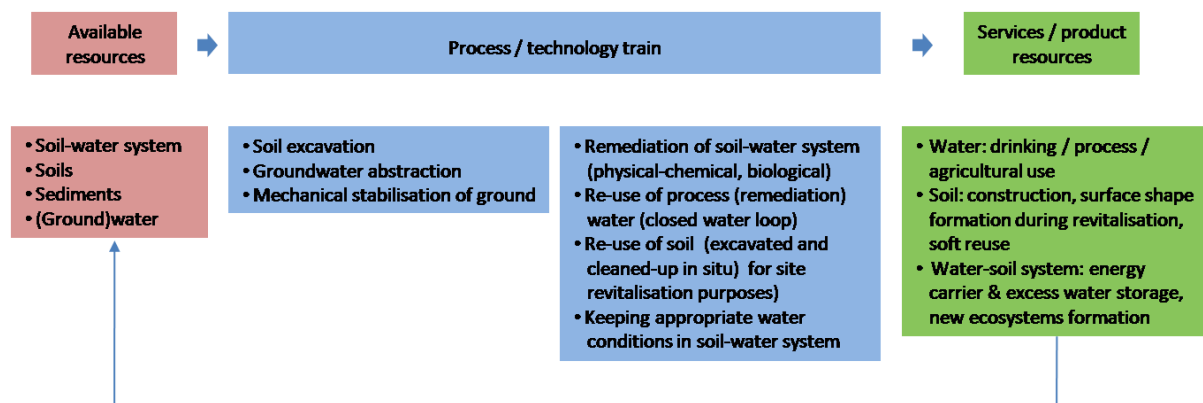 Available
resources
Process / technology train
Services / product
resources
• Soil-water system
• Soils
• Sediments
• (Ground)water
• Soil excavation
• Groundwater abstraction
• Mechanical stabilisation of ground
• Remediation of soil-water system
(physical-chemical, biological)
• Re-use of process (remediation)
water (closed water loop)
• Re-use of soil (excavated and
cleaned-up in situ) for site
revitalisation purposes)
• Keeping appropriate water
conditions in soil-water system
• Water: drinking / process /
agricultural use
• Soil: construction, surface shape
formation during revitalisation,
soft reuse
• Water-soil system: energy
carrier & excess water storage,
new ecosystems formation